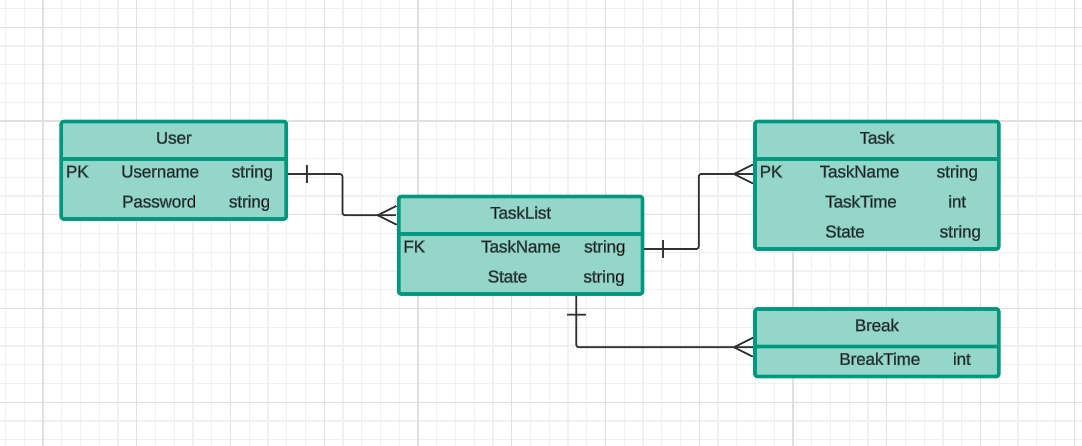 User
PK Username string
Password string
TaskList
FK TaskName string
State string
Task
PK TaskName string
TaskTime int
State string
Break
BreakTime int